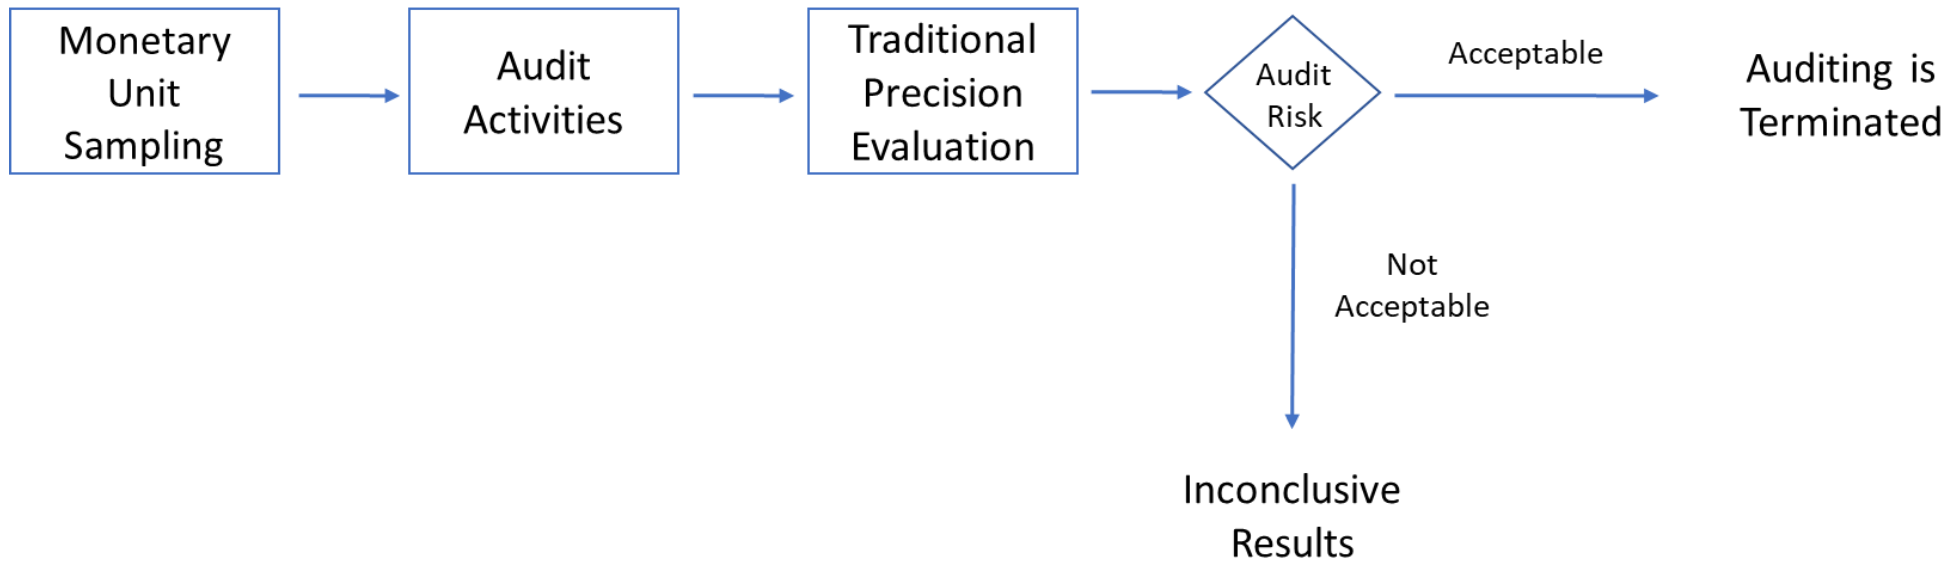 Monetary
Unit
Sampling
Audit
Activities
Traditional
Precision
Evaluation
Audit
Risk
Acceptable
Auditing is
Terminated
Not
Acceptable
Inconclusive
Results